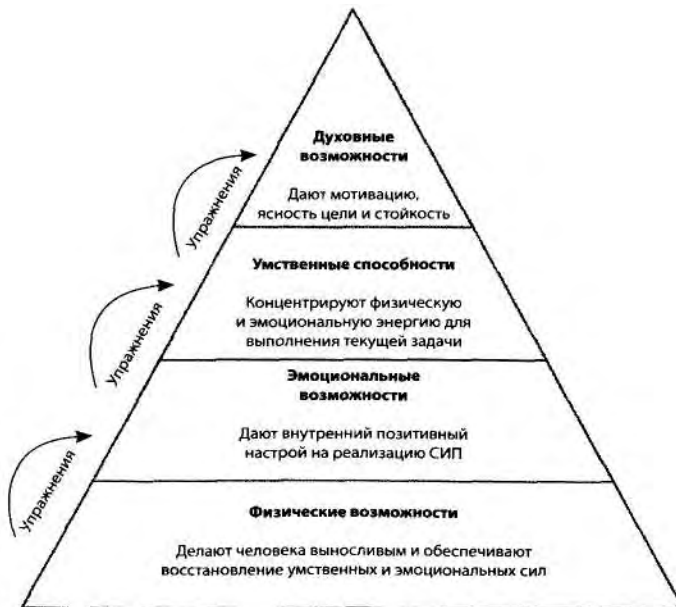 Духовные
возможности
Дают мотивацию,
ясность цели и стойкость
Упражнения
Умственные способности
Концентрируют физическую
и эмоциональную энергию для
выполнения текущей задачи
Упражнения
Эмоциональные
возможности
Дают внутренний позитивный
настрой на реализацию СИП
Упражнения
Физические возможности
Делают человека выносливым и обеспечивают
восстановление умственных и эмоциональных сил